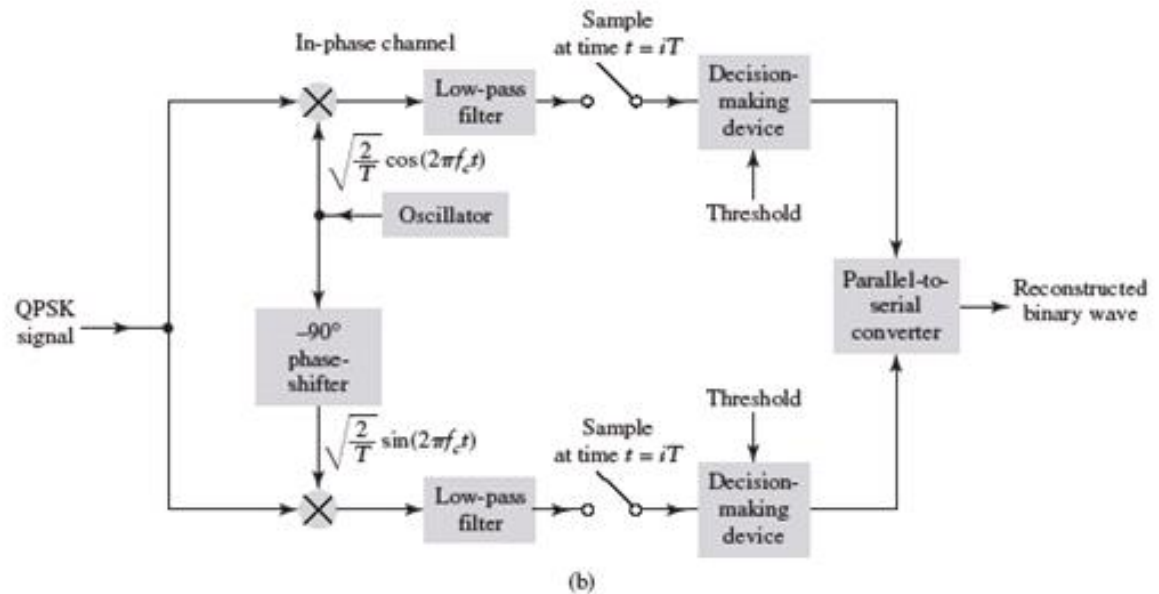 In-phase channel
Sample
at time t = iT
Low-pass
filter
Decision-
making
device
√2/T cos(2πf_c t)
Oscillator
Threshold
QPSK
signal
–90°
phase-
shifter
Parallel-to-
serial
converter
Reconstructed
binary wave
√2/T sin(2πf_c t)
Threshold
Sample
at time t = iT
Low-pass
filter
Decision-
making
device
(b)